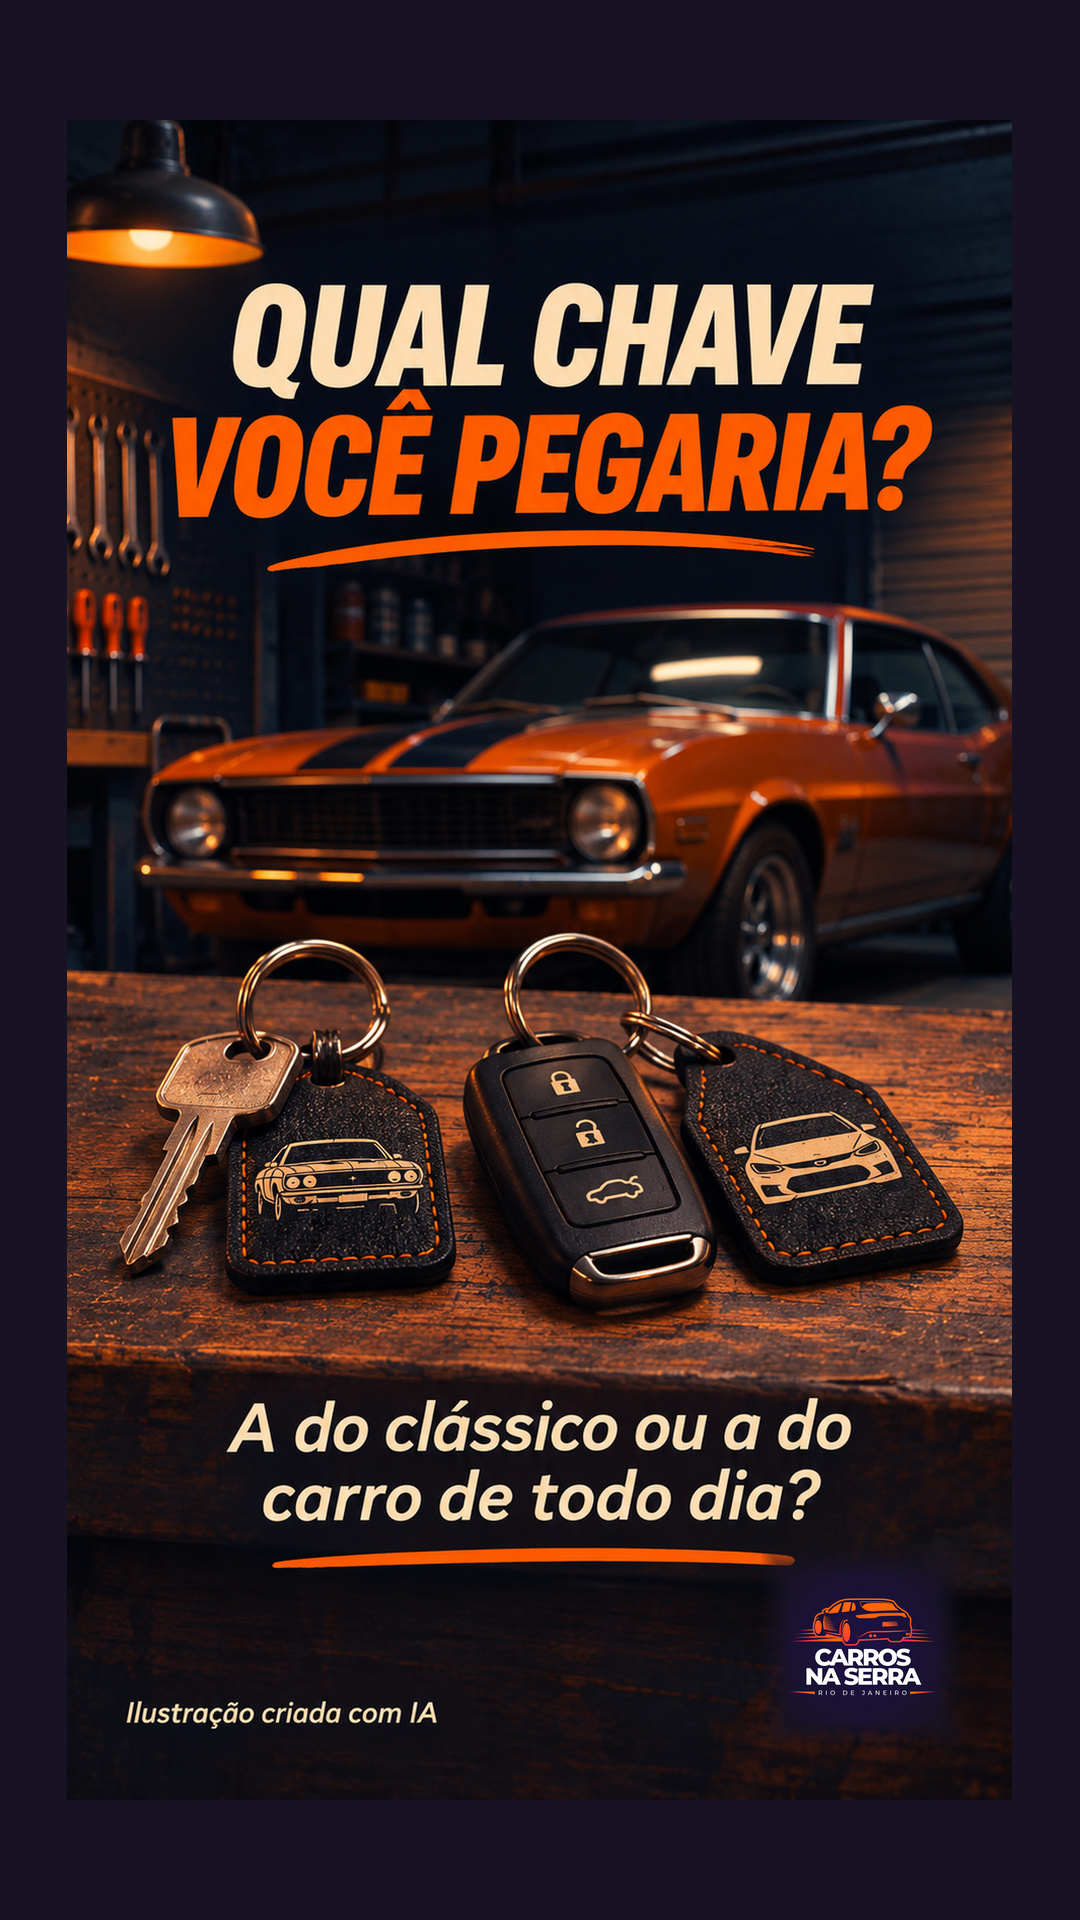 QUAL CHAVE
VOCÊ PEGARIA?
A do clássico ou a do
carro de todo dia?
CARROS
NA SERRA
RIO DE JANEIRO
Ilustração criada com IA